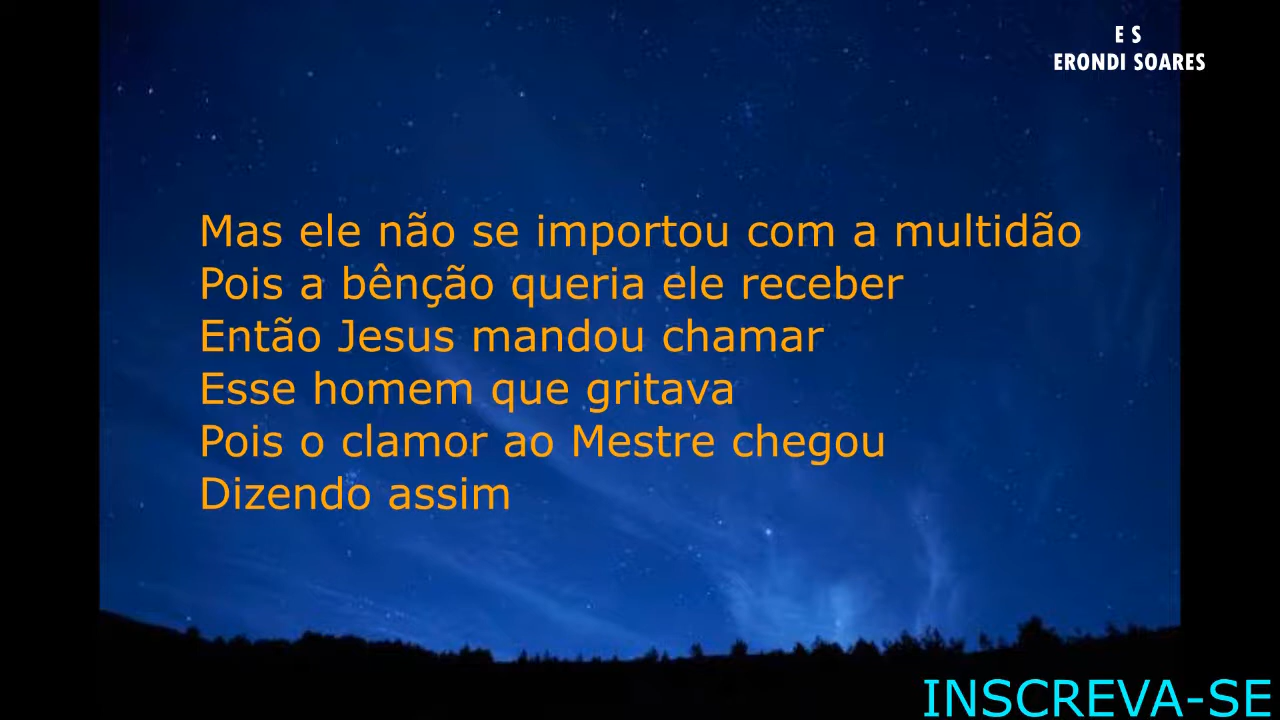 E S
ERONDI SOARES
Mas ele não se importou com a multidão
Pois a bênção queria ele receber
Então Jesus mandou chamar
Esse homem que gritava
Pois o clamor ao Mestre chegou
Dizendo assim
INSCREVA-SE